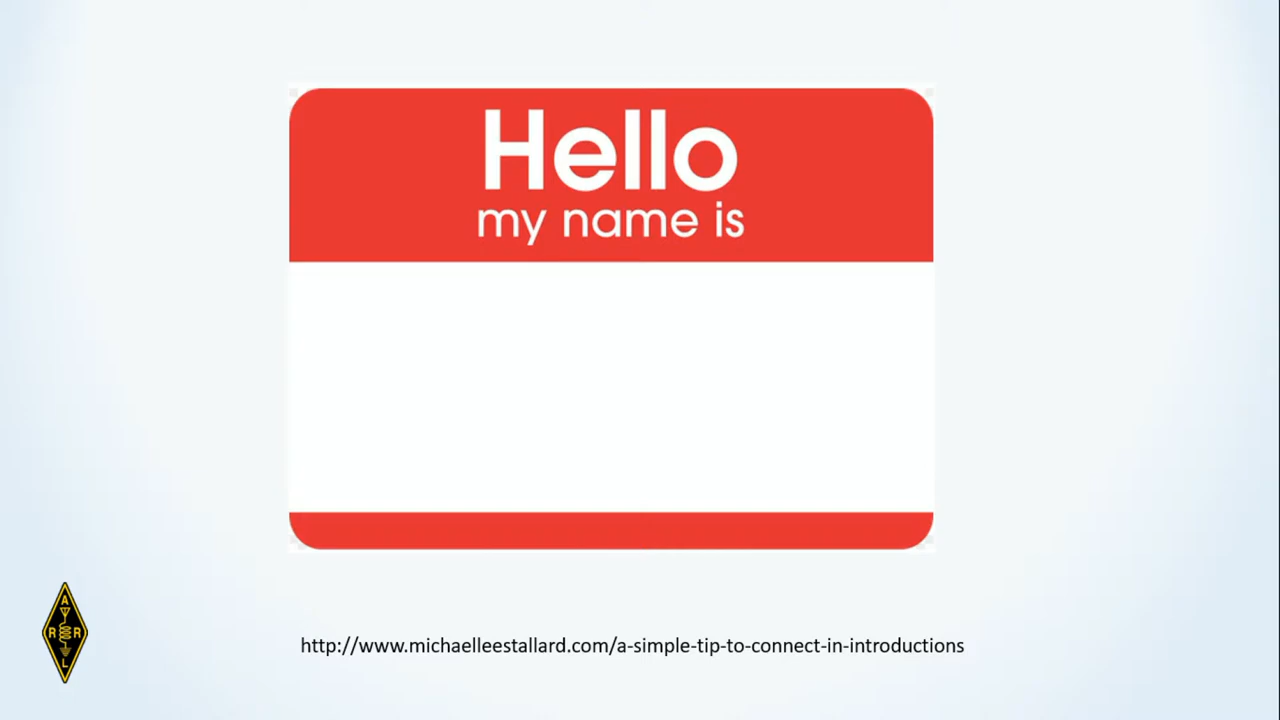 Hello
my name is
A
R R
L
http://www.michaelleestallard.com/a-simple-tip-to-connect-in-introductions